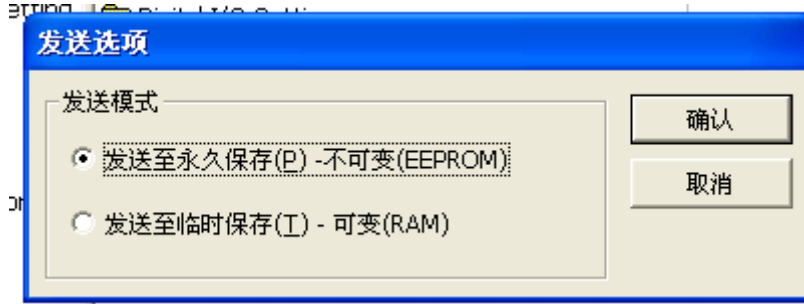 发送选项
发送模式
确认
发送至永久保存(P) -不可变(EEPROM)
取消
发送至临时保存(T) - 可变(RAM)